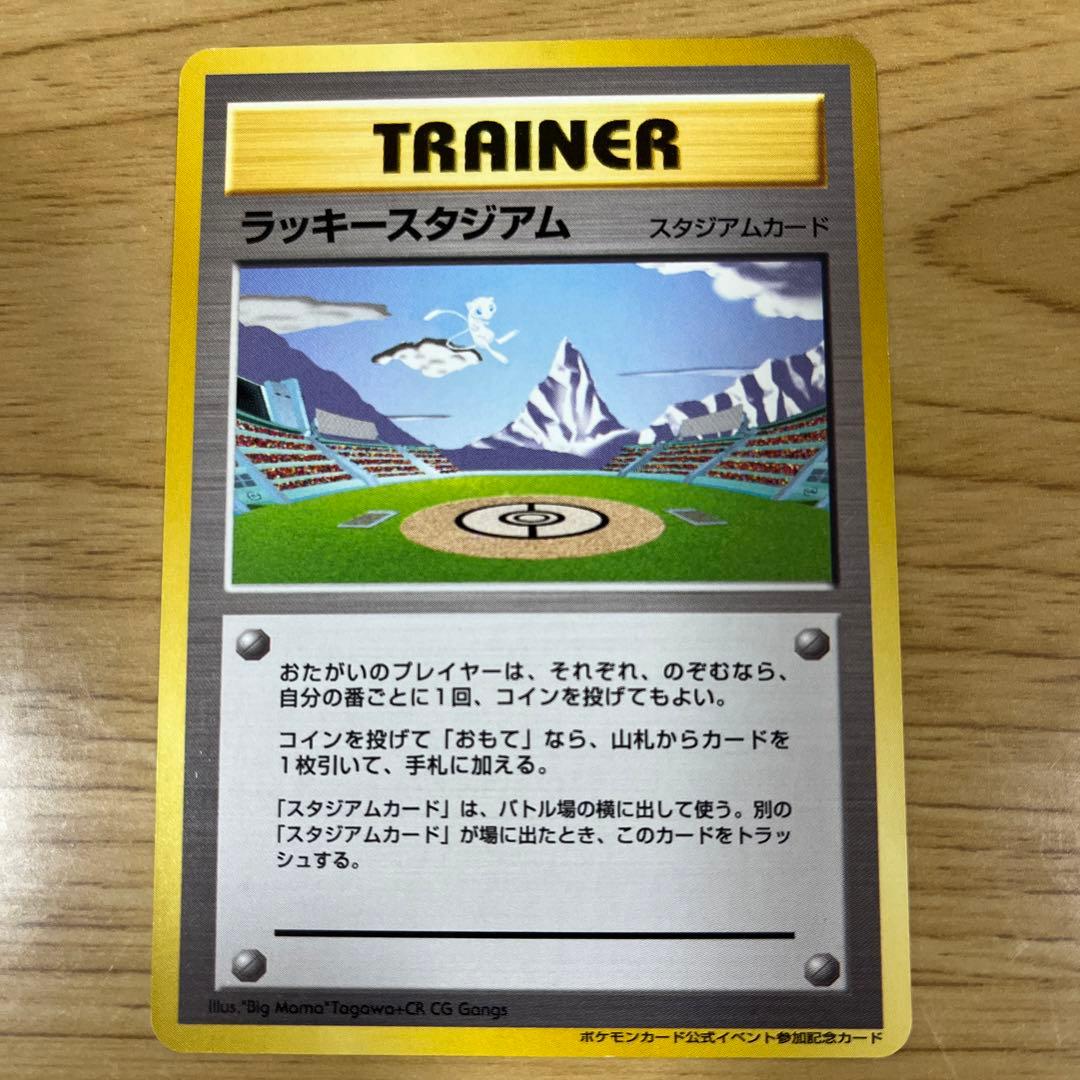 TRAINER
ラッキースタジアム スタジアムカード
おたがいのプレイヤーは、それぞれ、のぞむなら、
自分の番ごとに1回、コインを投げてもよい。
コインを投げて「おもて」なら、山札からカードを
1枚引いて、手札に加える。
「スタジアムカード」は、バトル場の横に出して使う。別の
「スタジアムカード」が場に出たとき、このカードをトラッ
シュする。
Illus."Big Mama"Tagawa+CR CG Gangs
ポケモンカード公式イベント参加記念カード